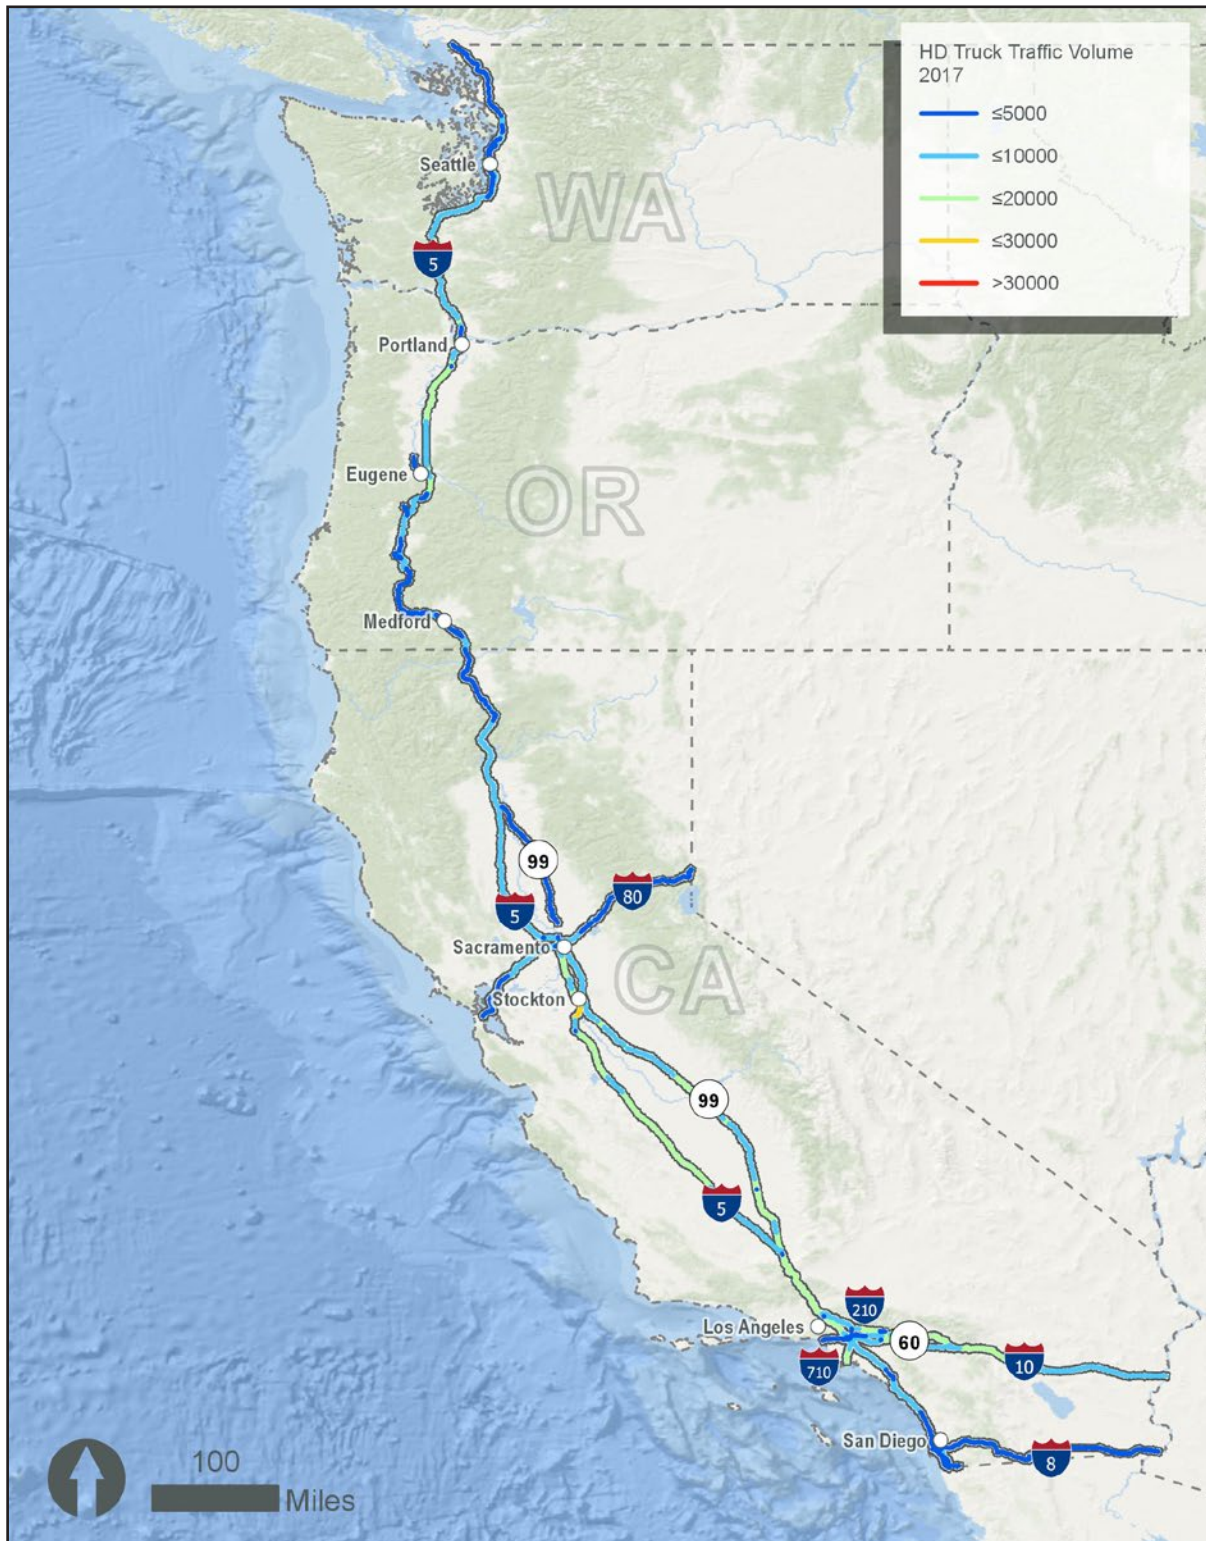 HD Truck Traffic Volume
2017
≤5000
≤10000
≤20000
≤30000
>30000
Seattle
WA
5
Portland
Eugene
OR
Medford
99
80
5
Sacramento
CA
Stockton
99
5
210
Los Angeles
60
710
10
San Diego
8
100
Miles